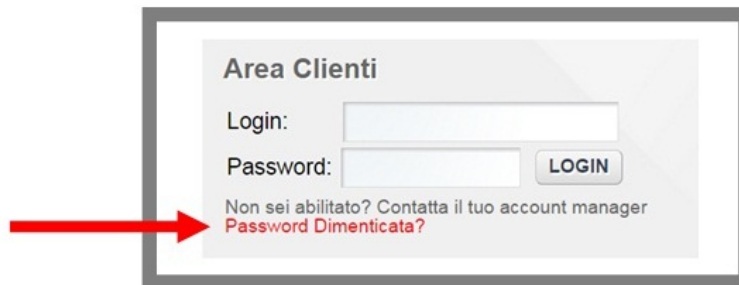 Area Clienti
Login:
Password:
LOGIN
Non sei abilitato? Contatta il tuo account manager
Password Dimenticata?